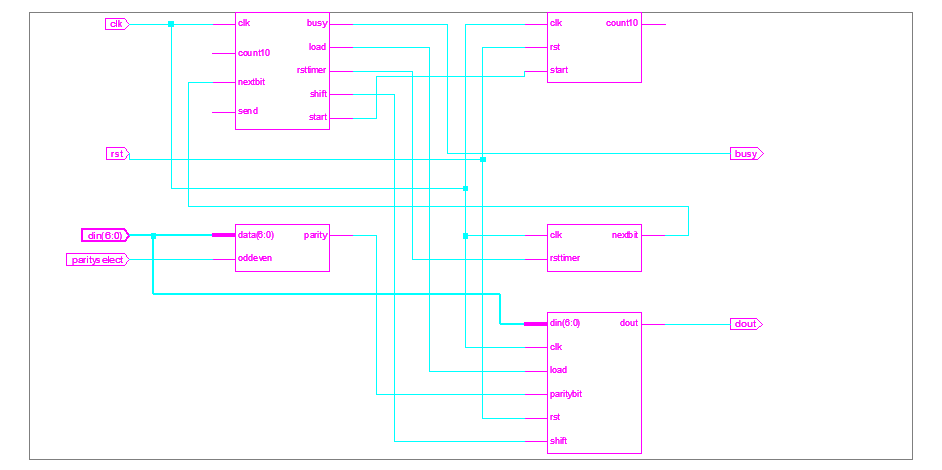 clk
clk
busy
count10
load
nextbit
rsttimer
shift
send
start
clk
count10
rst
start
rst
busy
din(6:0)
parityselect
data(6:0)
parity
oddeven
clk
nextbit
rsttimer
din(6:0)
dout
clk
load
paritybit
rst
shift
dout